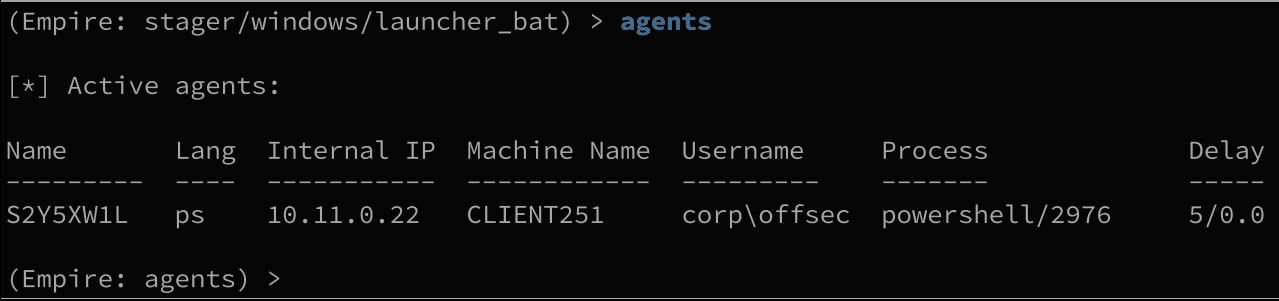 (Empire: stager/windows/launcher_bat) > agents
[*] Active agents:
Name Lang Internal IP Machine Name Username Process Delay
--------- ---- ----------- ------------ --------- ------- -----
S2Y5XW1L ps 10.11.0.22 CLIENT251 corp\offsec powershell/2976 5/0.0
(Empire: agents) >